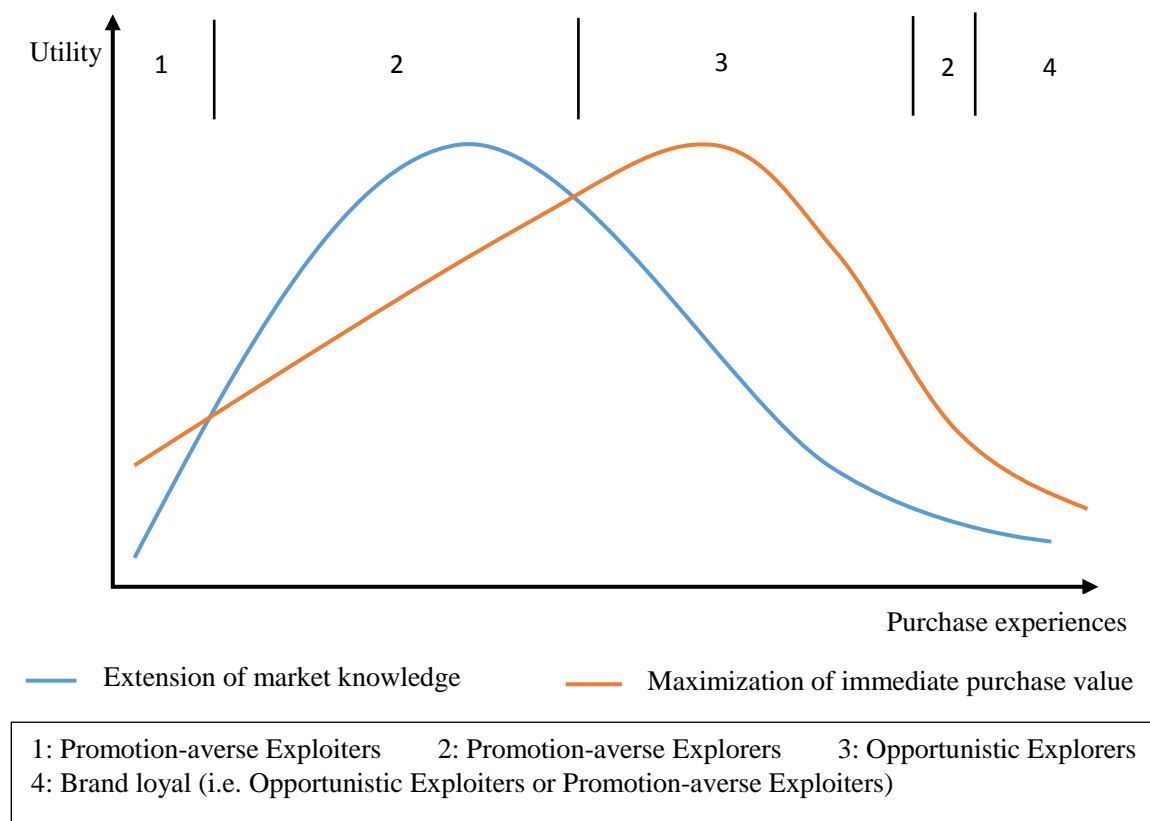 Utility
1 2 3 2 4
Purchase experiences
Extension of market knowledge Maximization of immediate purchase value
1: Promotion-averse Exploiters 2: Promotion-averse Explorers 3: Opportunistic Explorers
4: Brand loyal (i.e. Opportunistic Exploiters or Promotion-averse Exploiters)